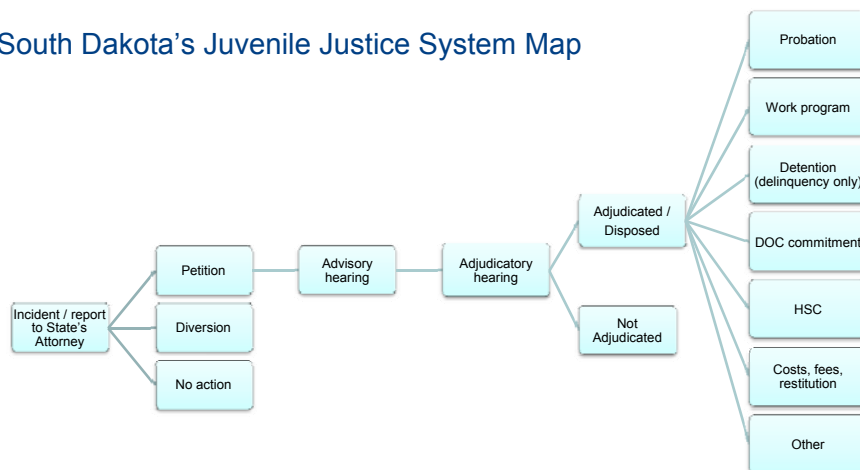 South Dakota's Juvenile Justice System Map
Incident / report
to State's
Attorney
Petition
Diversion
No action
Advisory
hearing
Adjudicatory
hearing
Adjudicated /
Disposed
Not
Adjudicated
Probation
Work program
Detention
(delinquency only)
DOC commitment
HSC
Costs, fees,
restitution
Other